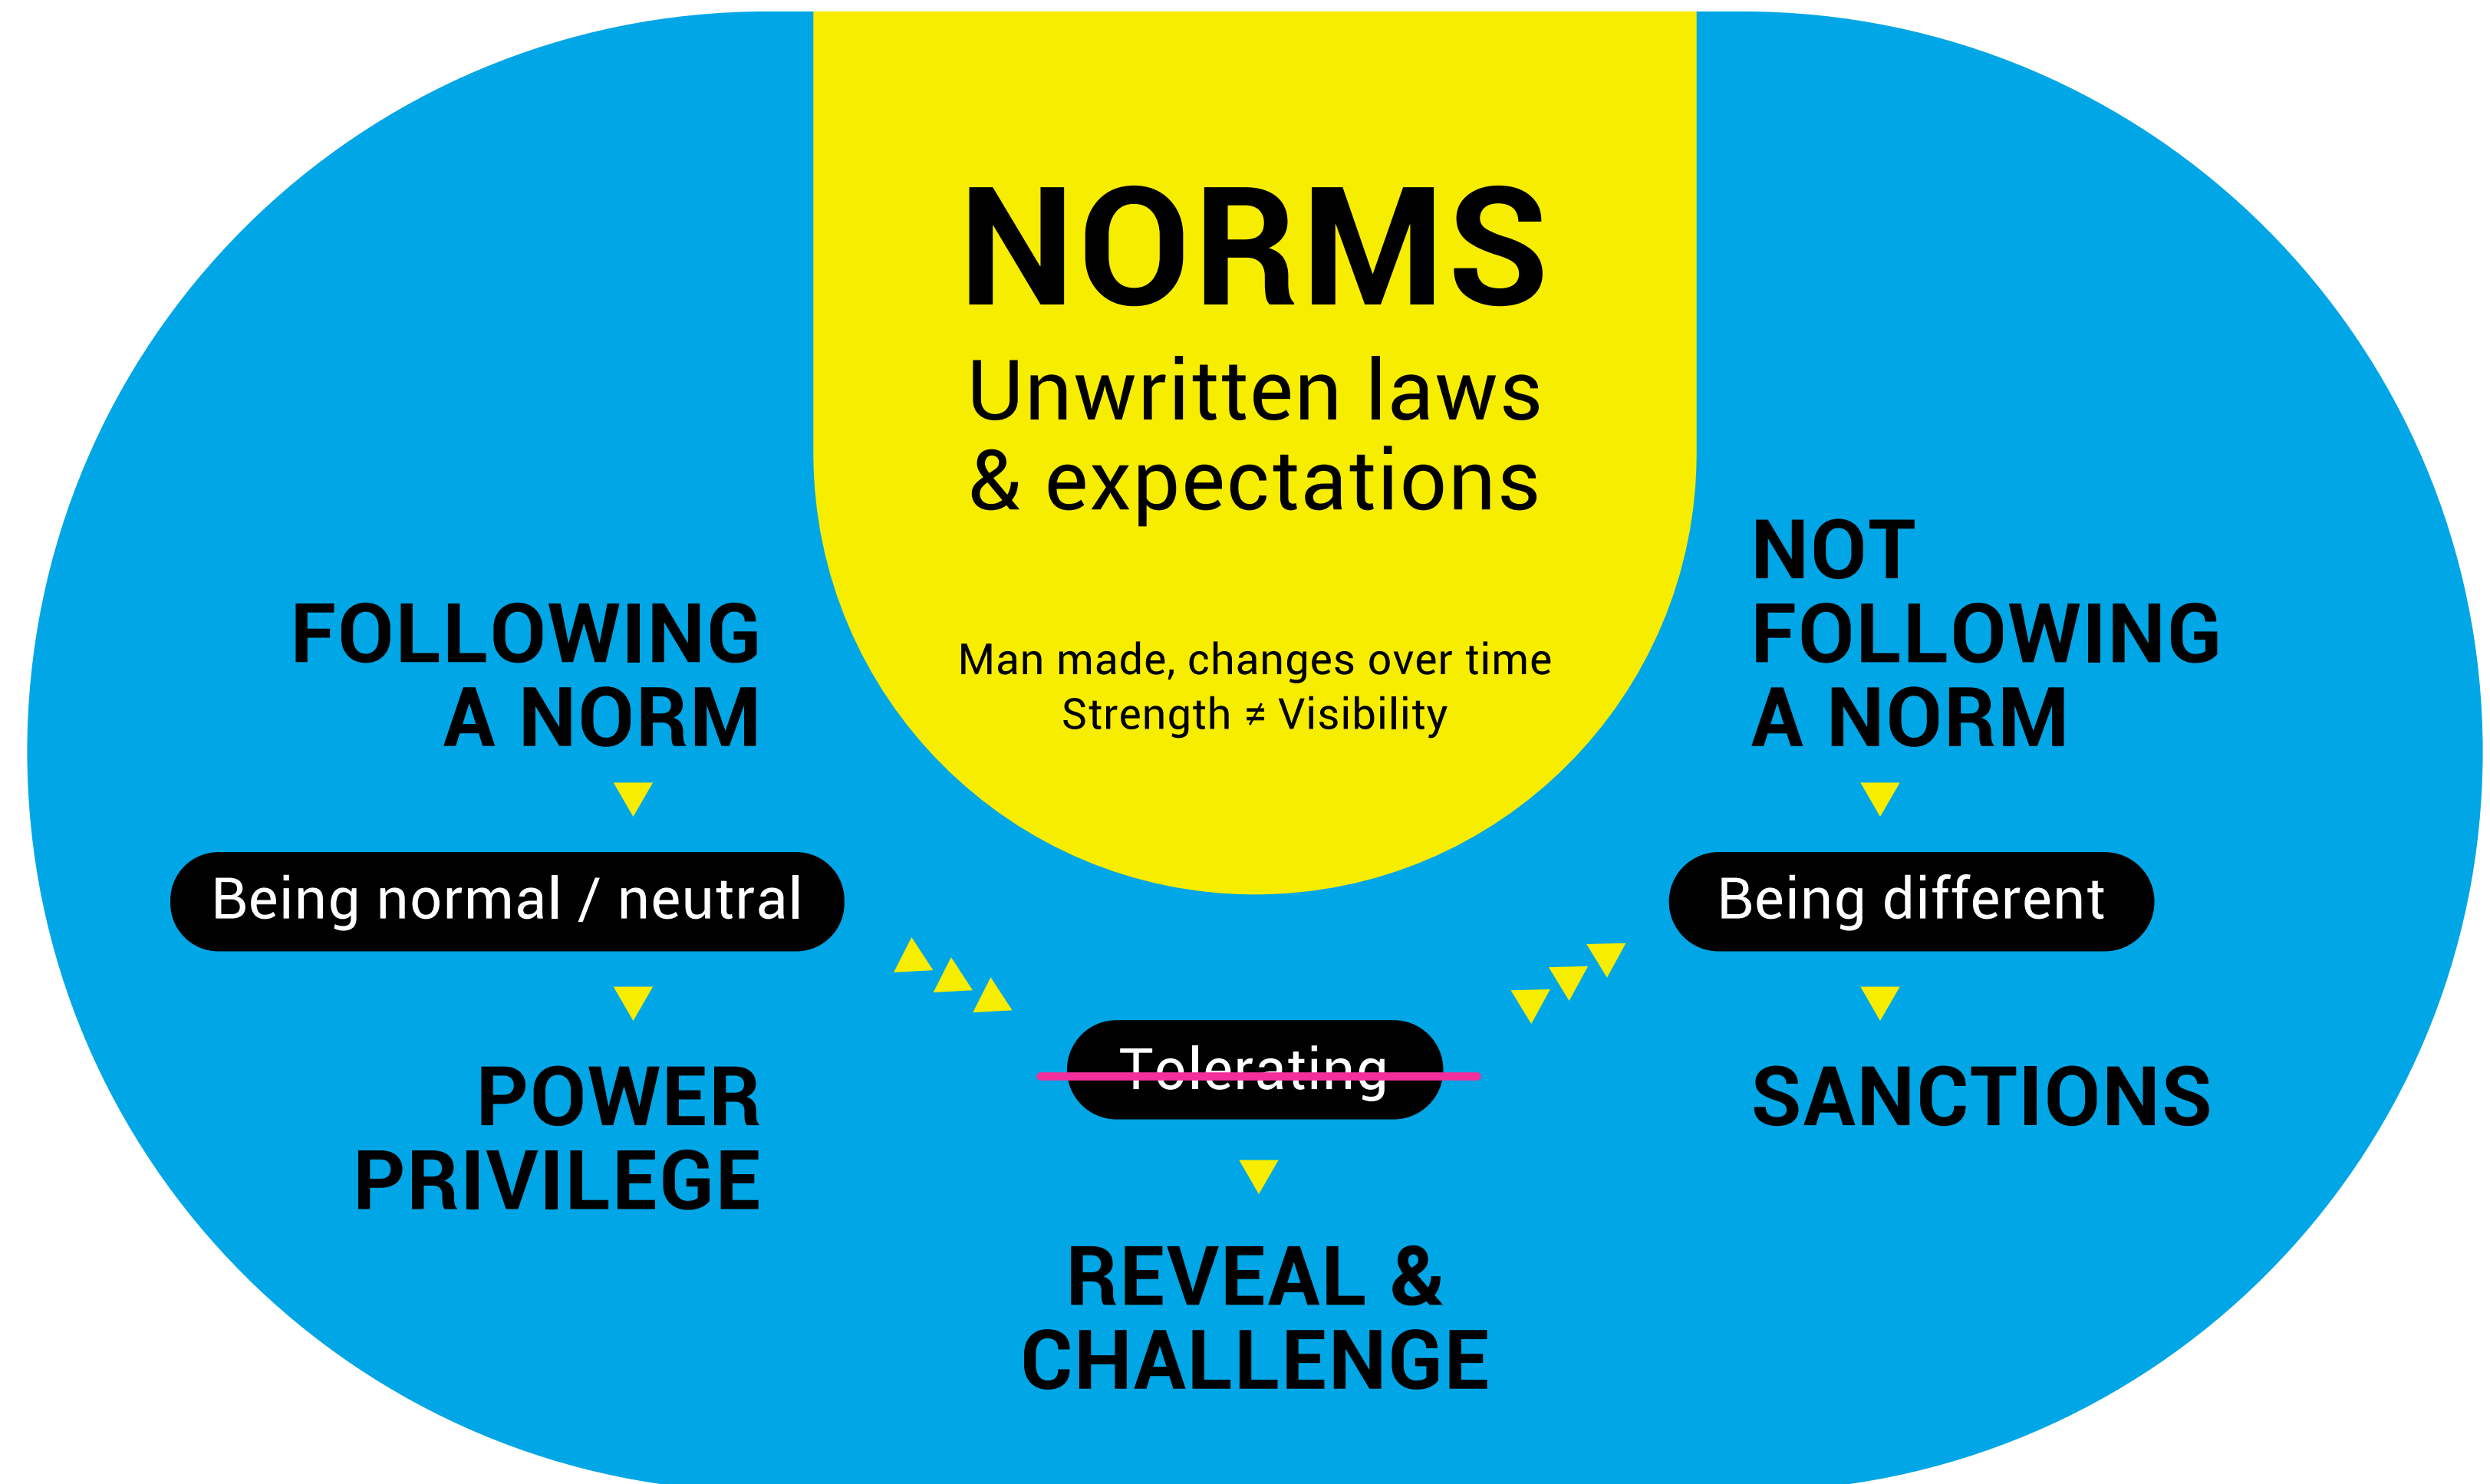 NORMS
Unwritten laws
& expectations
Man made, changes over time
Strength ≠ Visibility
FOLLOWING
A NORM
Being normal / neutral
POWER
PRIVILEGE
Tolerating
REVEAL &
CHALLENGE
NOT
FOLLOWING
A NORM
Being different
SANCTIONS